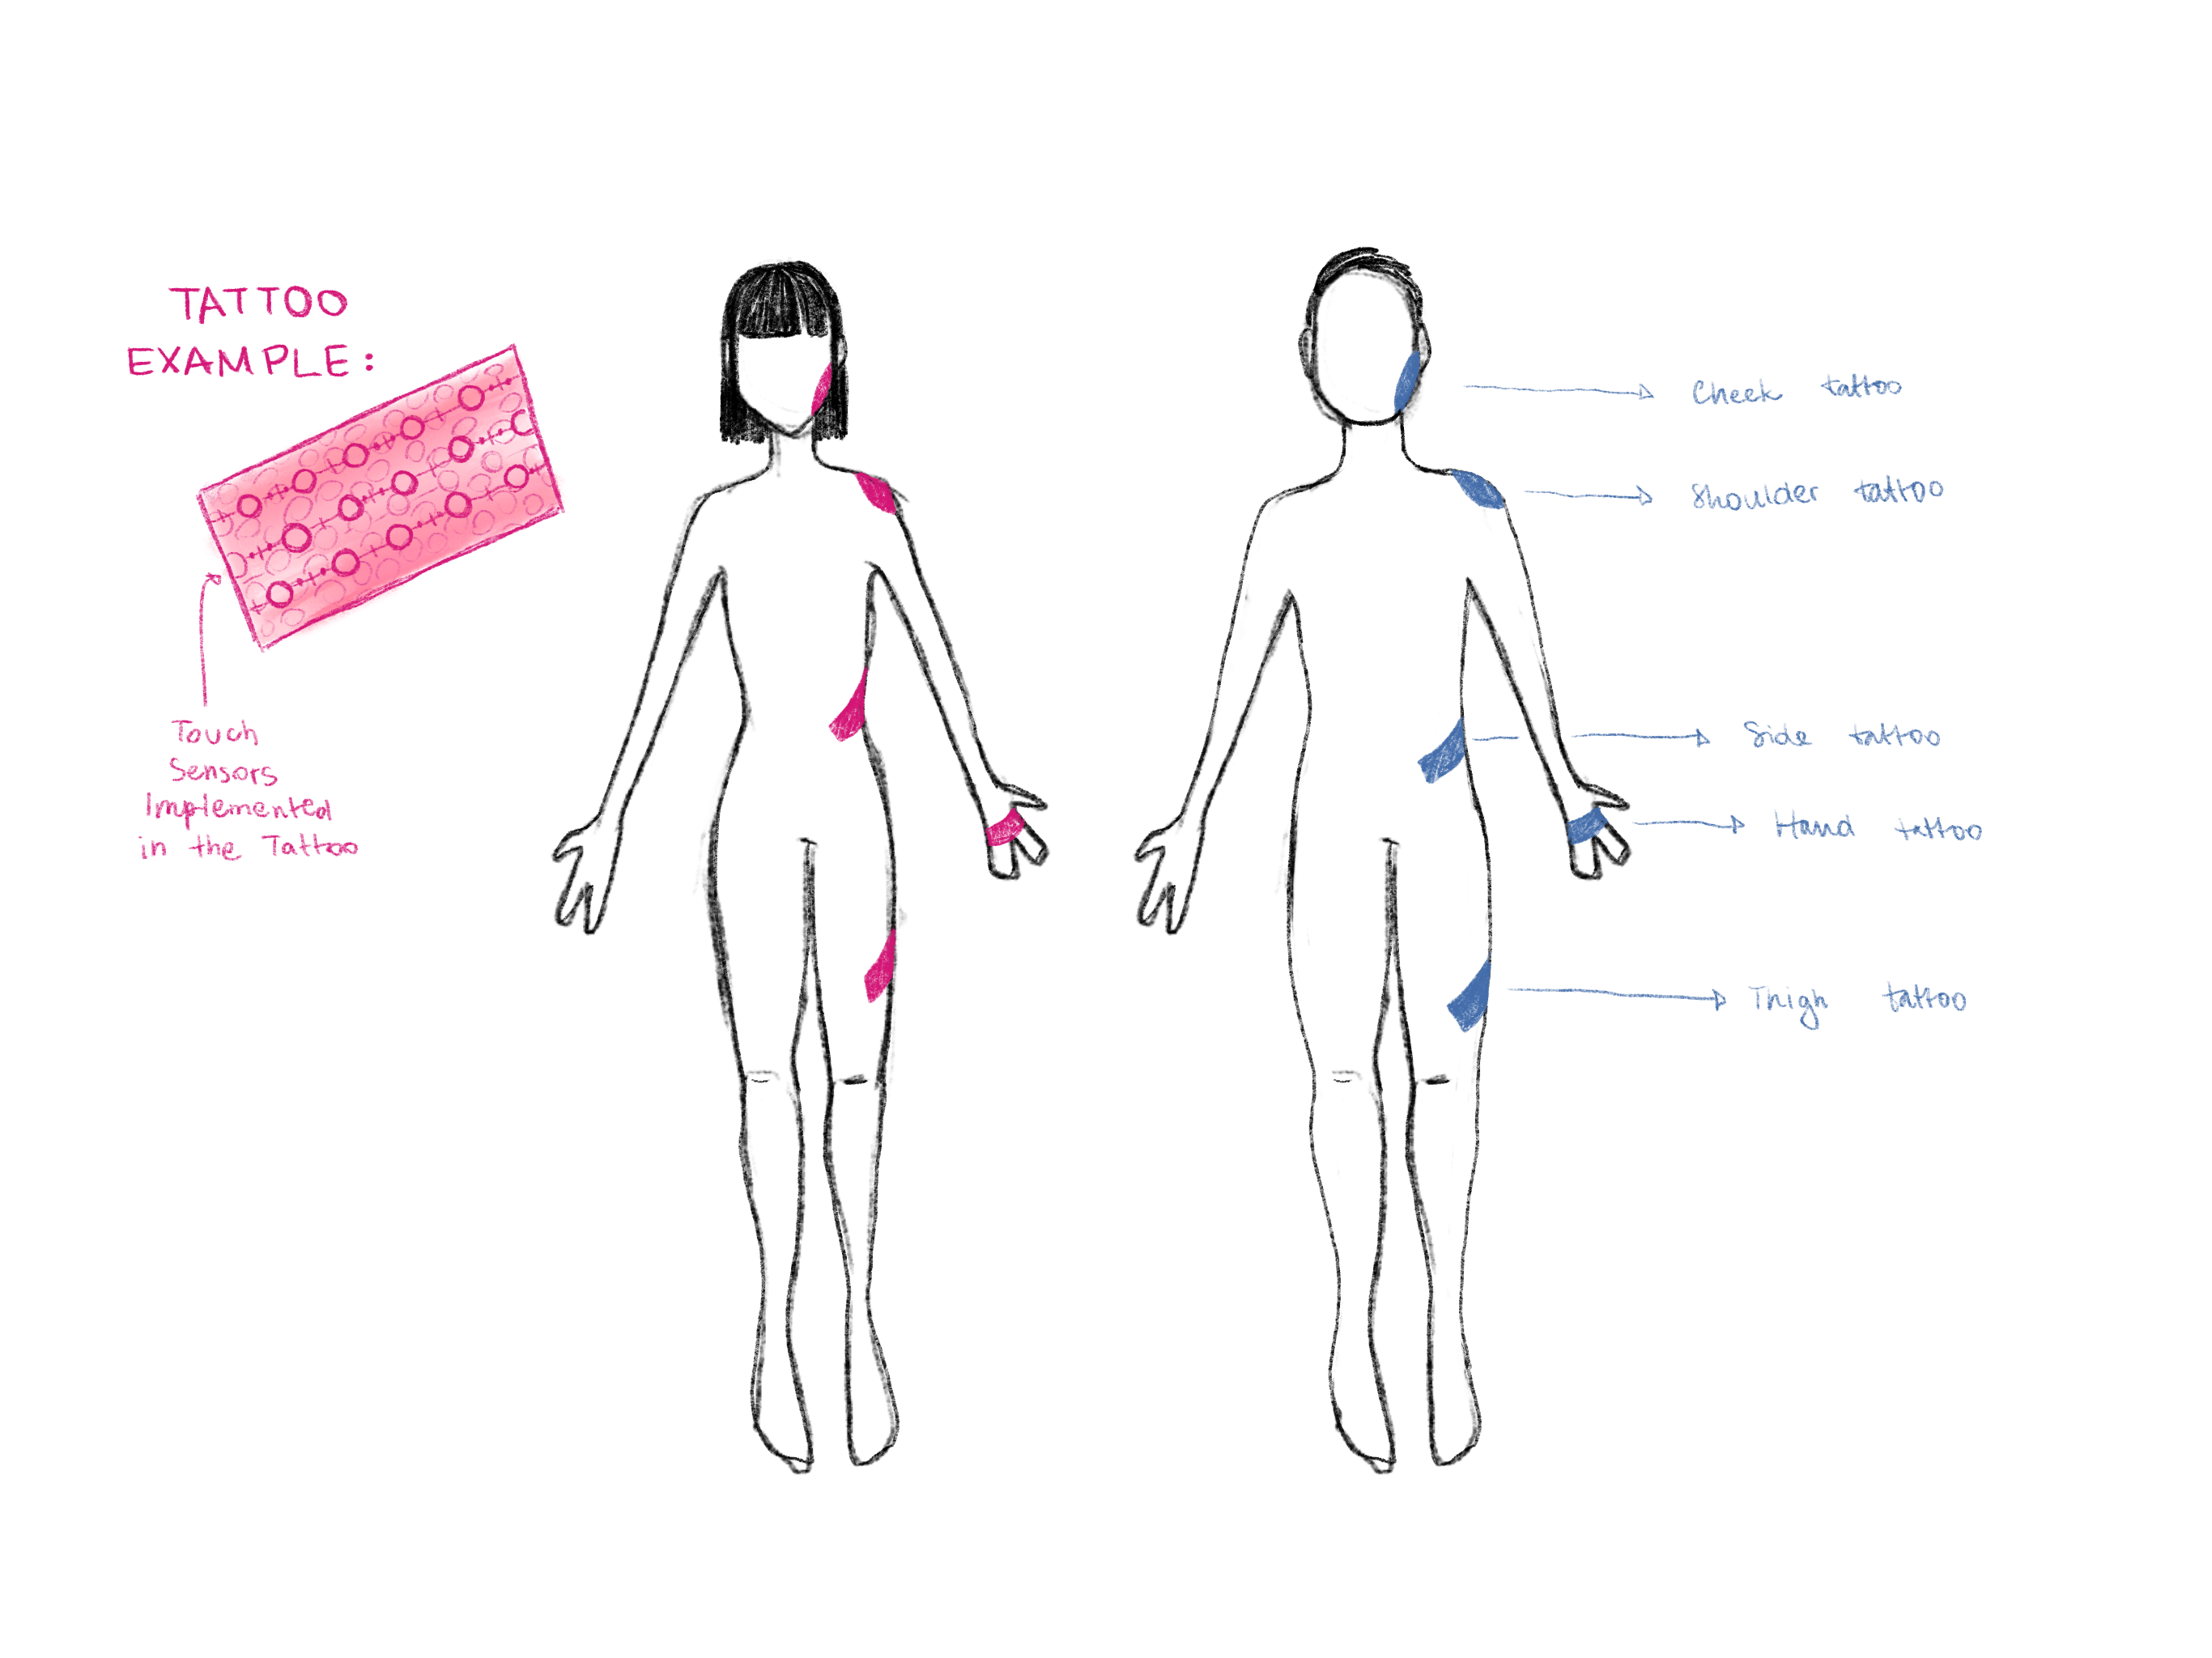 TATTOO
EXAMPLE:
Touch
Sensors
Implemented
in the Tattoo
Cheek tattoo
Shoulder tattoo
Side tattoo
Hand tattoo
Thigh tattoo